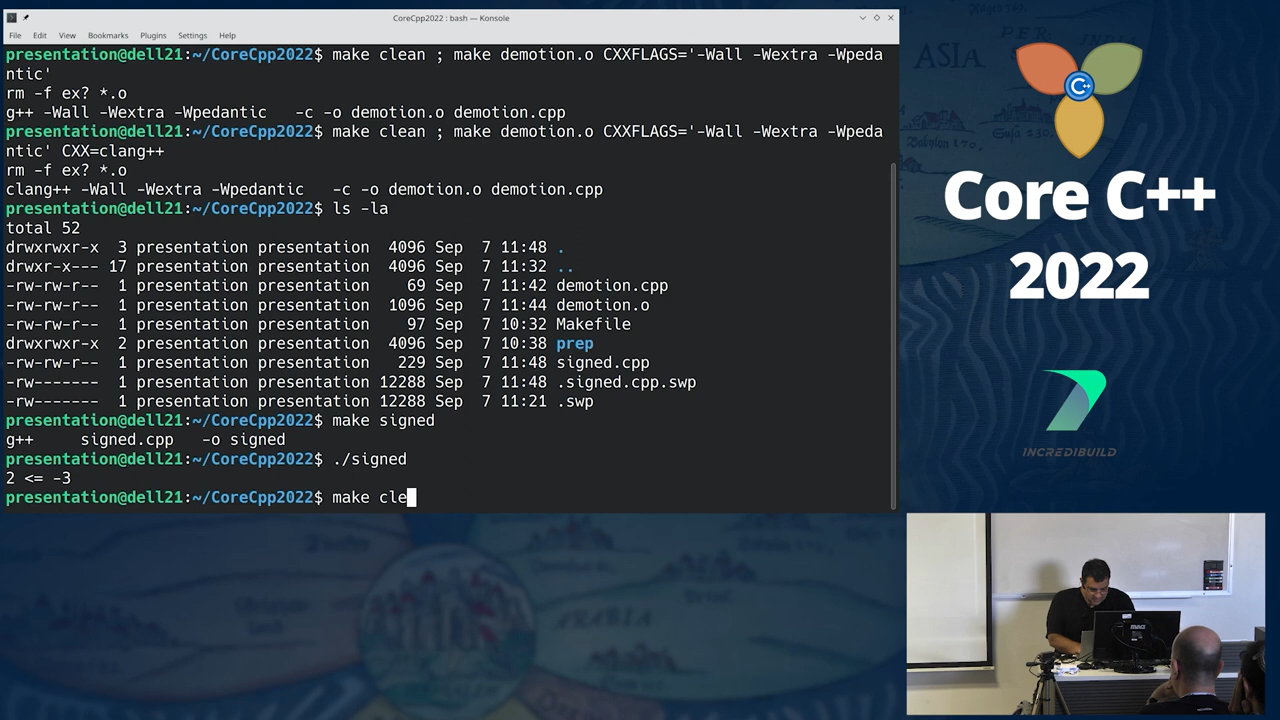 CoreCpp2022 : bash — Konsole
File Edit View Bookmarks Plugins Settings Help
presentation@dell21:~/CoreCpp2022$ make clean ; make demotion.o CXXFLAGS='-Wall -Wextra -Wpeda
ntic'
rm -f ex? *.o
g++ -Wall -Wextra -Wpedantic   -c -o demotion.o demotion.cpp
presentation@dell21:~/CoreCpp2022$ make clean ; make demotion.o CXXFLAGS='-Wall -Wextra -Wpeda
ntic' CXX=clang++
rm -f ex? *.o
clang++ -Wall -Wextra -Wpedantic   -c -o demotion.o demotion.cpp
presentation@dell21:~/CoreCpp2022$ ls -la
total 52
drwxrwxr-x  3 presentation presentation  4096 Sep  7 11:48 .
drwxr-x--- 17 presentation presentation  4096 Sep  7 11:32 ..
-rw-rw-r--  1 presentation presentation    69 Sep  7 11:42 demotion.cpp
-rw-rw-r--  1 presentation presentation  1096 Sep  7 11:44 demotion.o
-rw-rw-r--  1 presentation presentation    97 Sep  7 10:32 Makefile
drwxrwxr-x  2 presentation presentation  4096 Sep  7 10:38 prep
-rw-rw-r--  1 presentation presentation   229 Sep  7 11:48 signed.cpp
-rw-------  1 presentation presentation 12288 Sep  7 11:48 .signed.cpp.swp
-rw-------  1 presentation presentation 12288 Sep  7 11:21 .swp
presentation@dell21:~/CoreCpp2022$ make signed
g++     signed.cpp   -o signed
presentation@dell21:~/CoreCpp2022$ ./signed
2 <= -3
presentation@dell21:~/CoreCpp2022$ make cle
ASIA
C++
Core C++
2022
INCREDIBUILD
ARABIA